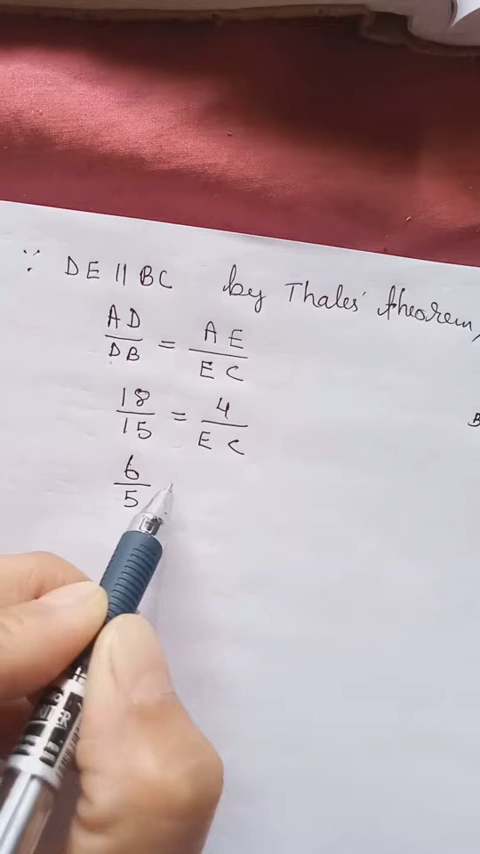 ∵ DE || BC by Thales' theorem,
AD/DB = AE/EC
18/15 = 4/EC
6/5
B